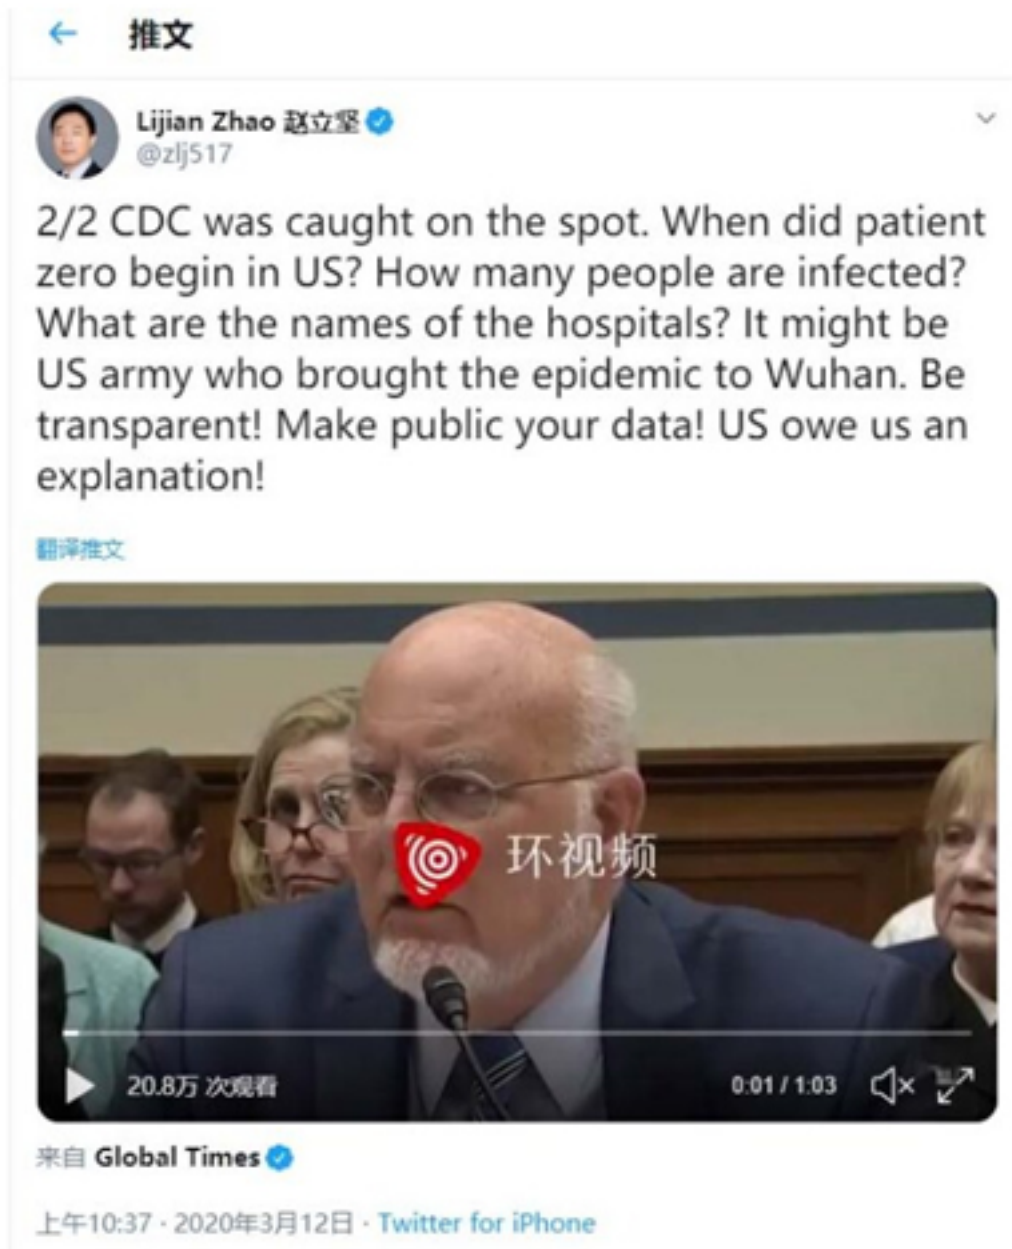 推文
Lijian Zhao 赵立坚
@zlj517
2/2 CDC was caught on the spot. When did patient
zero begin in US? How many people are infected?
What are the names of the hospitals? It might be
US army who brought the epidemic to Wuhan. Be
transparent! Make public your data! US owe us an
explanation!
翻译推文
环视频
20.8万 次观看
0:01 / 1:03
来自 Global Times
上午10:37 · 2020年3月12日 · Twitter for iPhone